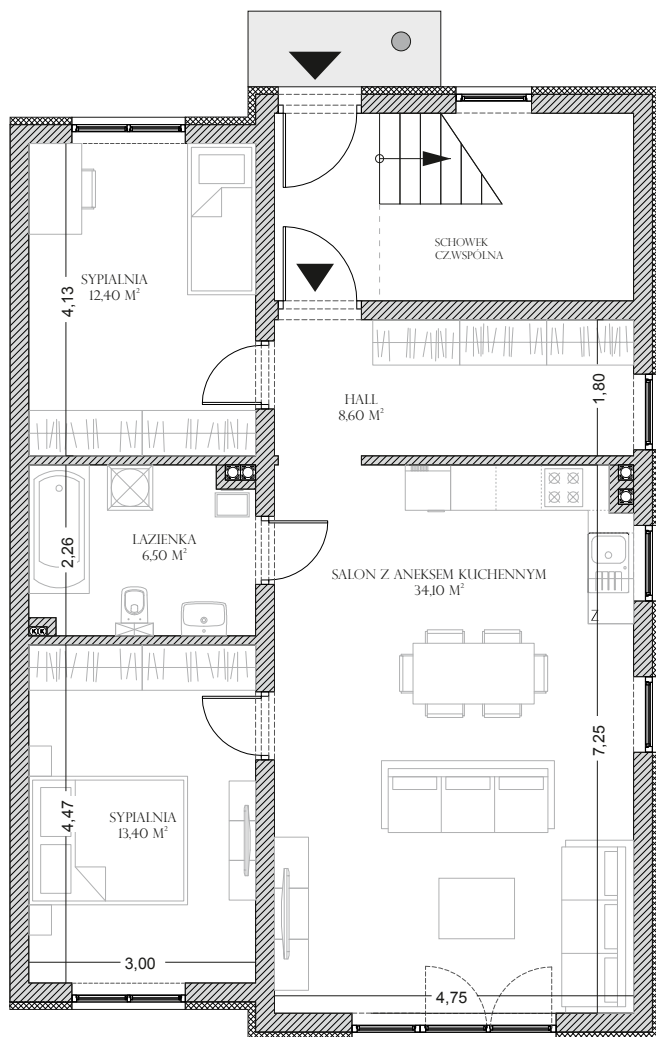 SCHOWEK
CZ.WSPÓLNA
SYPIALNIA
12,40 M²
4,13
HALL
8,60 M²
1,80
ŁAZIENKA
6,50 M²
2,26
SALON Z ANEKSEM KUCHENNYM
34,10 M²
Z
7,25
SYPIALNIA
13,40 M²
4,47
3,00
4,75